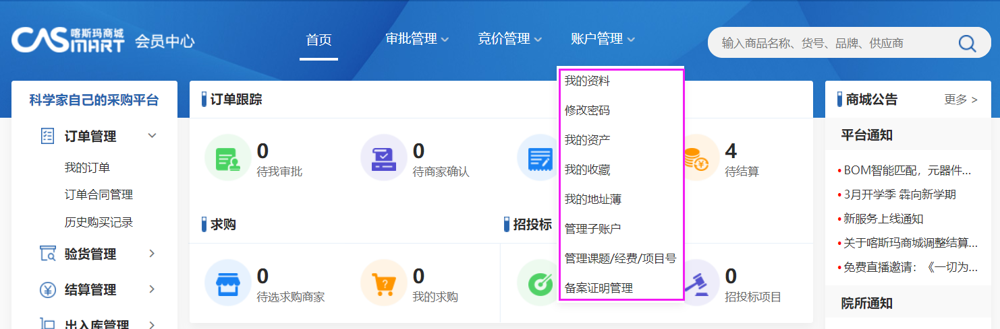 CASMART 喀斯玛商城 会员中心
首页
审批管理
竞价管理
账户管理
输入商品名称、货号、品牌、供应商
科学家自己的采购平台
订单管理
我的订单
订单合同管理
历史购买记录
验货管理
结算管理
出入库管理
订单跟踪
0
待我审批
0
待商家确认
4
待结算
求购
0
待选求购商家
0
我的求购
招投标
0
招投标项目
我的资料
修改密码
我的资产
我的收藏
我的地址薄
管理子账户
管理课题/经费/项目号
备案证明管理
商城公告
更多 >
平台通知
BOM智能匹配，元器件...
3月开学季 犇向新学期
新服务上线通知
关于喀斯玛商城调整结算...
免费直播邀请：《一切为...
院所通知